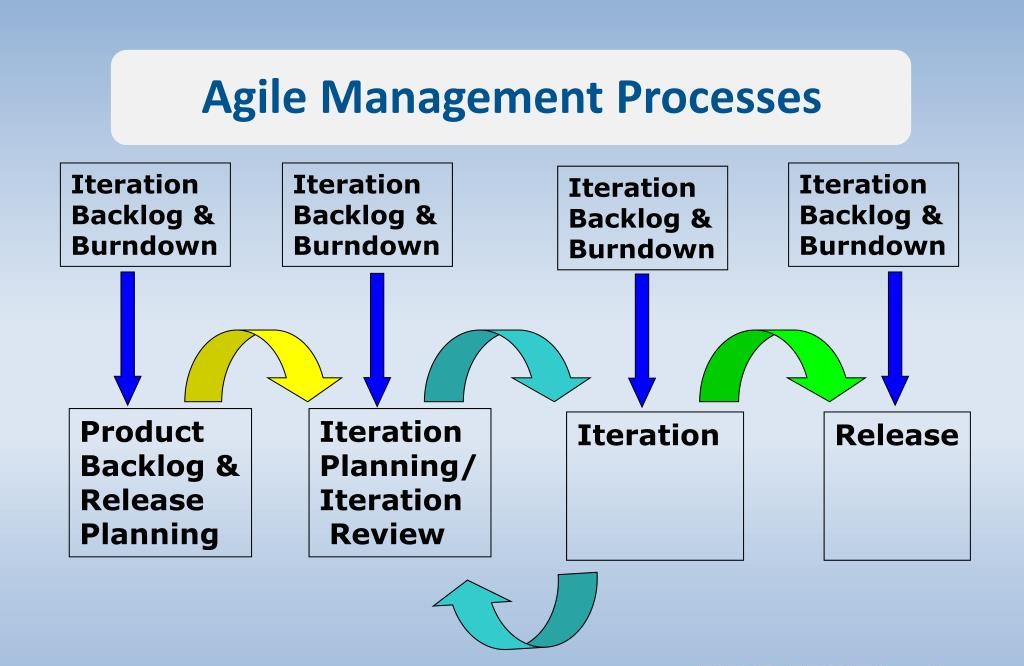 Agile Management Processes
Iteration
Backlog &
Burndown
Iteration
Backlog &
Burndown
Iteration
Backlog &
Burndown
Iteration
Backlog &
Burndown
Product
Backlog &
Release
Planning
Iteration
Planning/
Iteration
Review
Iteration
Release